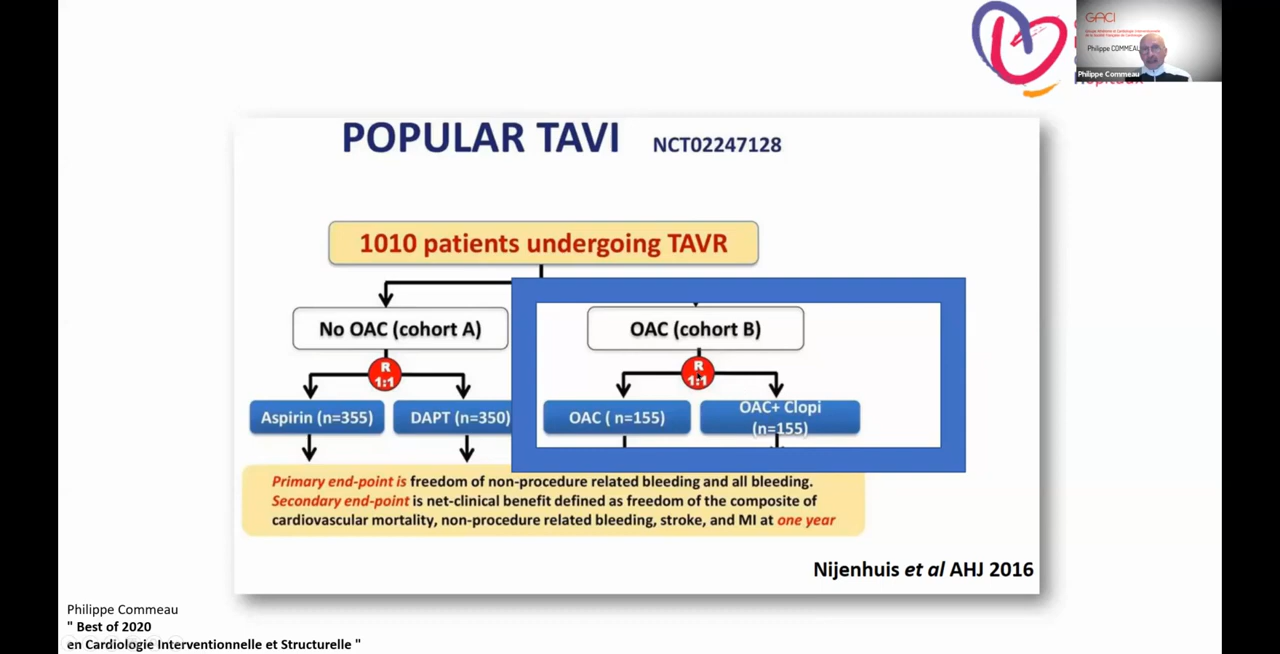 GACI
Philippe COMMEAU
Philippe Commeau
POPULAR TAVI NCT02247128
1010 patients undergoing TAVR
No OAC (cohort A)
OAC (cohort B)
R
1:1
R
1:1
Aspirin (n=355)
DAPT (n=350)
OAC ( n=155)
OAC+ Clopi
(n=155)
Primary end-point is freedom of non-procedure related bleeding and all bleeding.
Secondary end-point is net-clinical benefit defined as freedom of the composite of
cardiovascular mortality, non-procedure related bleeding, stroke, and MI at one year
Nijenhuis et al AHJ 2016
Philippe Commeau
" Best of 2020
en Cardiologie Interventionnelle et Structurelle "